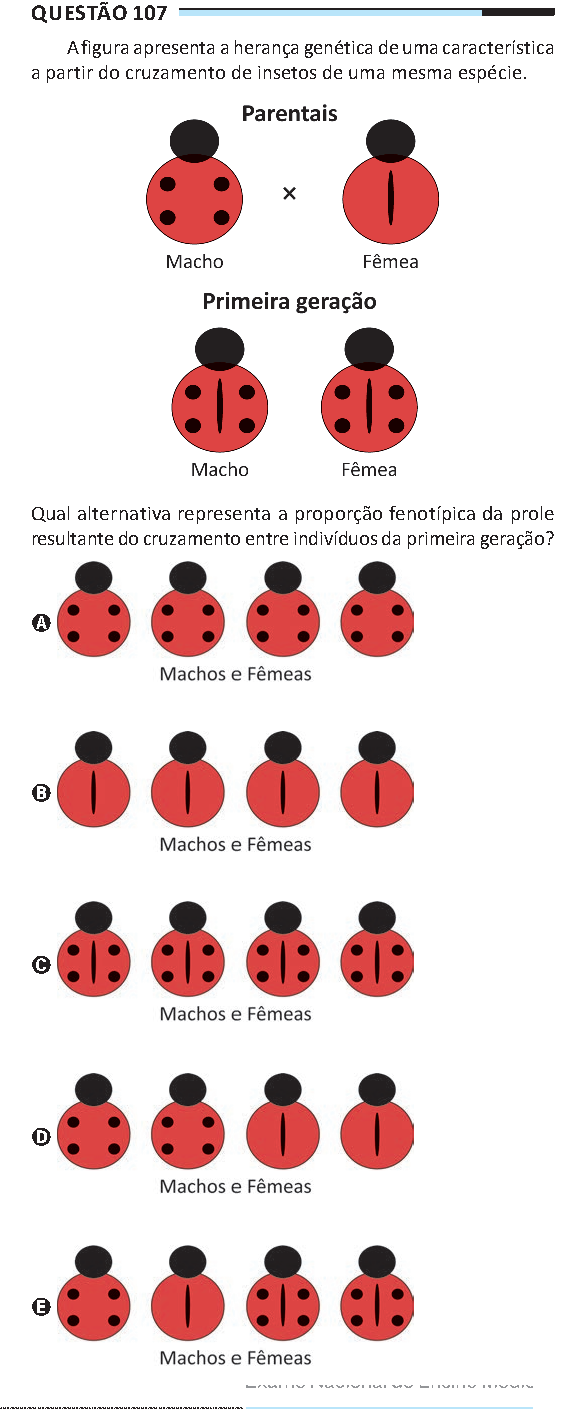 QUESTÃO 107
A figura apresenta a herança genética de uma característica
a partir do cruzamento de insetos de uma mesma espécie.
Parentais
×
Macho Fêmea
Primeira geração
Macho Fêmea
Qual alternativa representa a proporção fenotípica da prole
resultante do cruzamento entre indivíduos da primeira geração?
A
Machos e Fêmeas
B
Machos e Fêmeas
C
Machos e Fêmeas
D
Machos e Fêmeas
E
Machos e Fêmeas